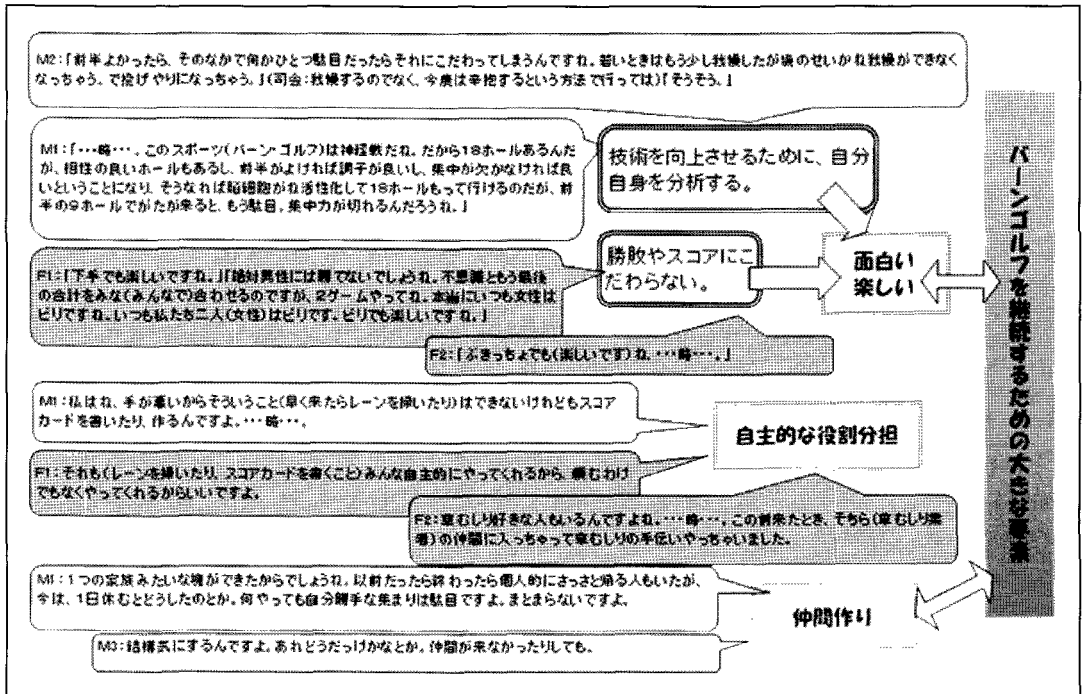 M2:「前半よかったら、そのなかで何かひとつ駄目だったらそれにこだわってしまうんですね。若いときはもう少し我慢したが歳のせいかね我慢ができなく
なっちゃう。で投げやりになっちゃう。」(司会:我慢するのでなく、今度は辛抱するという方法で行っては)「そうそう。」
M1:「・・・略・・・。このスポーツ(バーン・ゴルフ)は神経戦だね。だから18ホールあるんだ
が、相性の良いホールもあるし、前半がよければ調子が良いし、集中が欠かなければ良
いということになり、そうなれば脳細胞がね活性化して18ホールもって行けるのだが、前
半の9ホールでがたが来ると、もう駄目。集中力が切れるんだろうね。」
技術を向上させるために、自分
自身を分析する。
F1:「下手でも楽しいですね。」「絶対男性には勝てないでしょうね。不思議ともう最後
の合計をみな(みんなで)合わせるのですが、2ゲームやってね。本当にいつも女性は
ビリですね。いつも私たち二人(女性)はビリです。ビリでも楽しいですね。」
勝敗やスコアにこ
だわらない。
面白い
楽しい
F2:「ぶきっちょでも(楽しいです)ね、・・・略・・・。」
M1:私はね、手が悪いからそういうこと(早く来たらレーンを掃いたり)はできないけれどもスコア
カードを書いたり、作るんですよ。・・・略・・・。
自主的な役割分担
F1:それも(レーンを掃いたり、スコアカードを書くこと)みんな自主的にやってくれるから、頼むわけ
でもなくやってくれるからいいですよ。
F2:草むしり好きな人もいるんですよね。・・・略・・・。この前来たとき、そちら(草むしり業
者)の仲間に入っちゃって草むしりの手伝いやっちゃいました。
M1:1つの家族みたいな塊ができたからでしょうね。以前だったら終わったら個人的にさっさと帰る人もいたが、
今は、1日休むとどうしたのとか。何やっても自分勝手な集まりは駄目ですよ。まとまらないですよ。
仲間作り
M3:結構気にするんですよ。あれどうだっけかなとか。仲間が来なかったりしても。
バーンゴルフを継続するための大きな要素